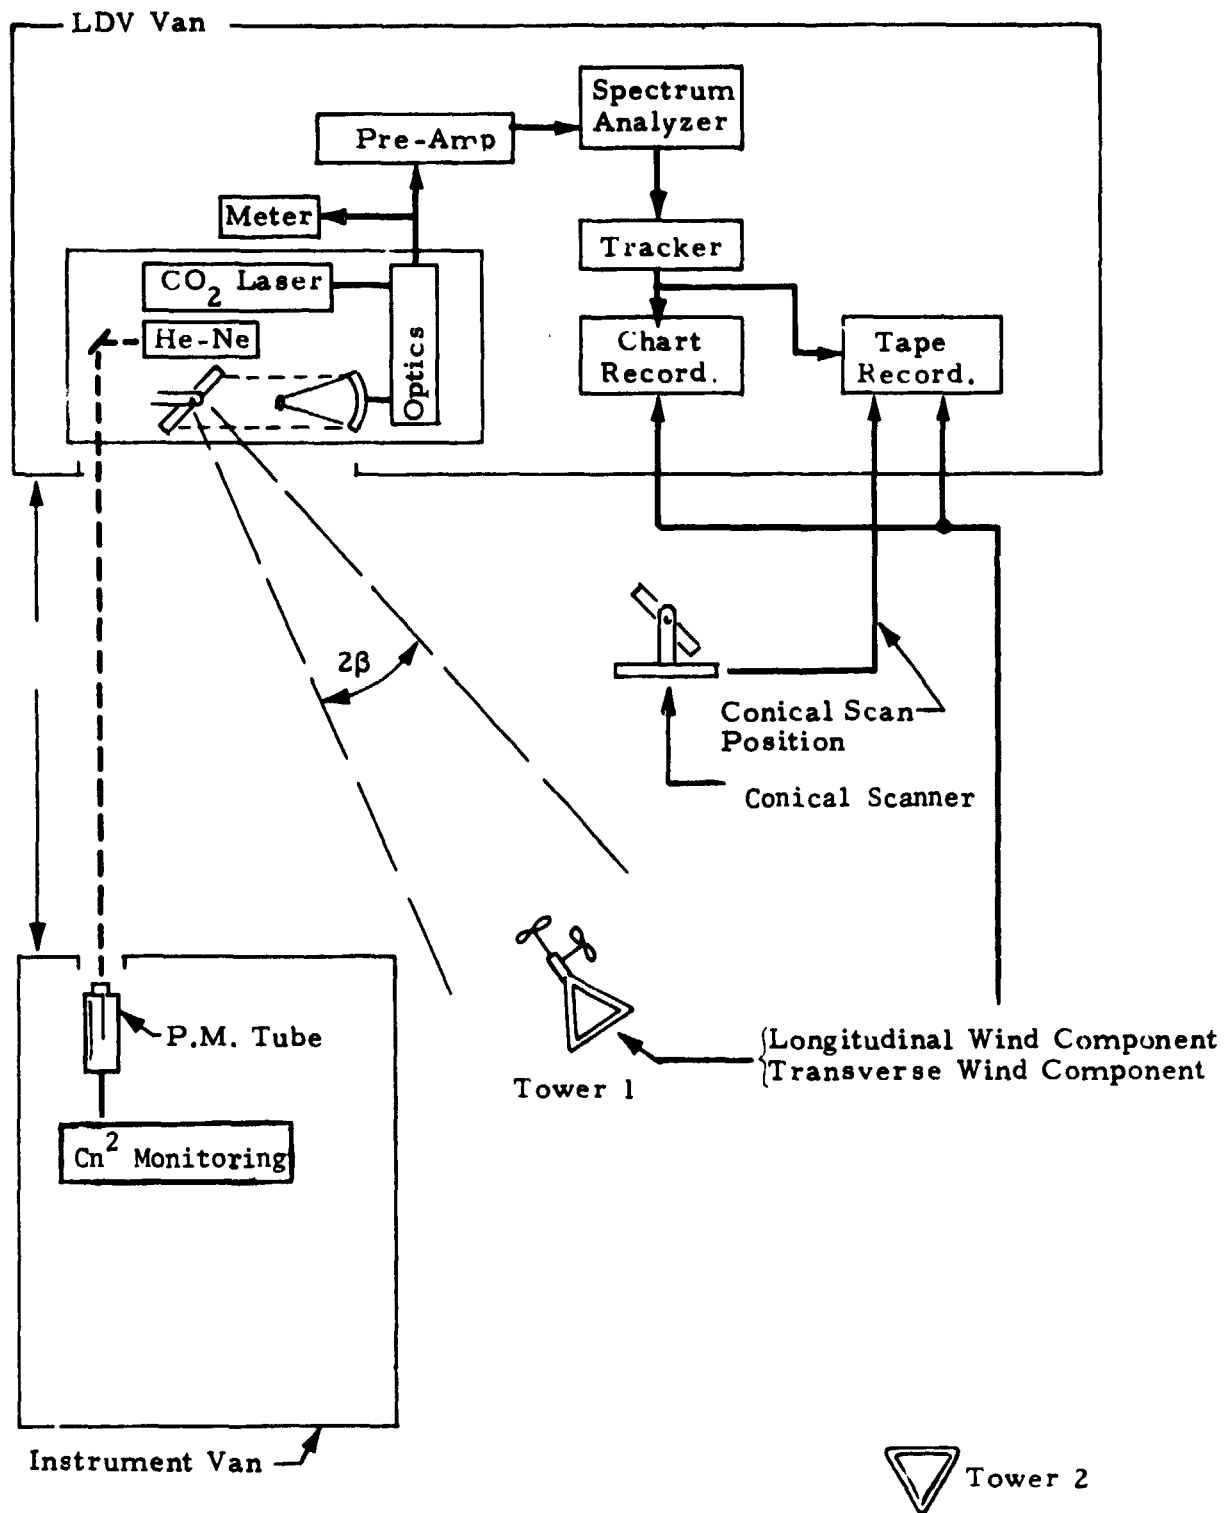 LDV Van
Spectrum
Analyzer
Pre-Amp
Meter
Tracker
CO2 Laser
He-Ne
Optics
Chart
Record.
Tape
Record.
2β
Conical Scan
Position
Conical Scanner
P.M. Tube
Longitudinal Wind Component
Transverse Wind Component
Tower 1
Cn² Monitoring
Instrument Van
Tower 2